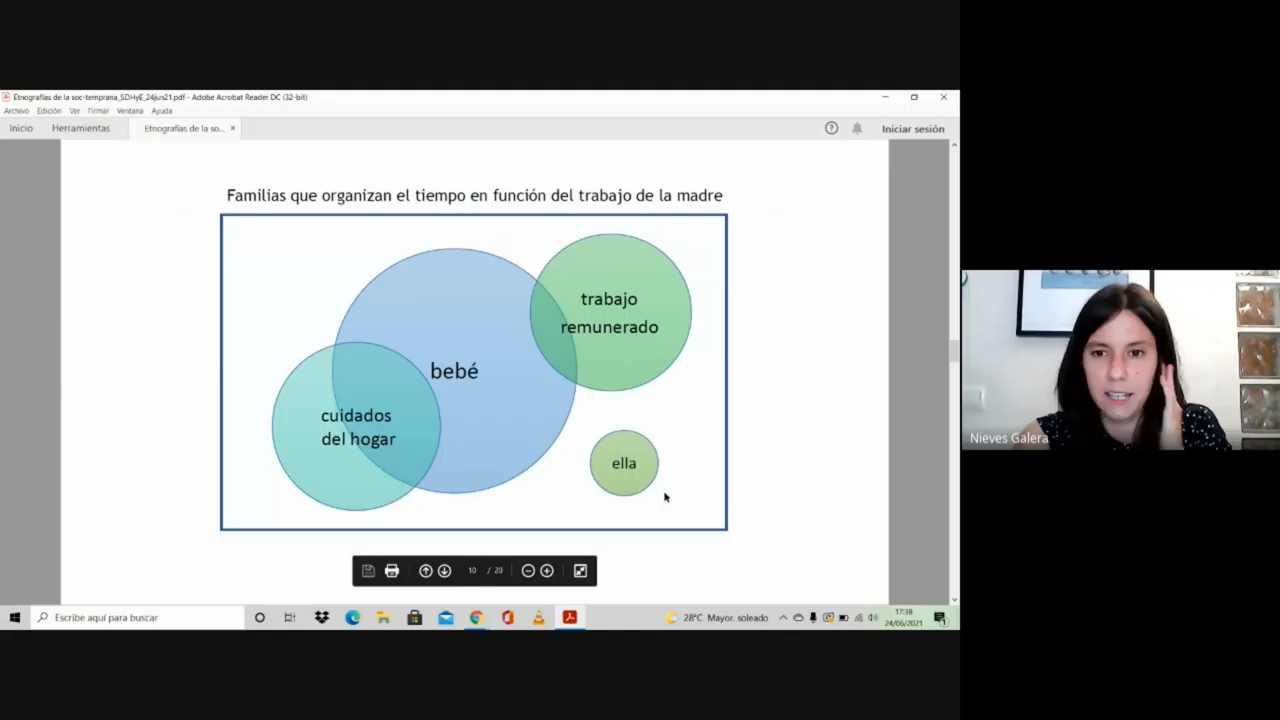 Etnografías de la soc-temprana_SDHyE_24jun21.pdf - Adobe Acrobat Reader DC (32-bit)
Archivo Edición Ver Firmar Ventana Ayuda
Inicio Herramientas Etnografías de la so... × Iniciar sesión
Familias que organizan el tiempo en función del trabajo de la madre
trabajo
remunerado
bebé
cuidados
del hogar
ella
Nieves Galera
10 / 20
Escribe aquí para buscar
28°C Mayor. soleado
17:38
24/06/2021